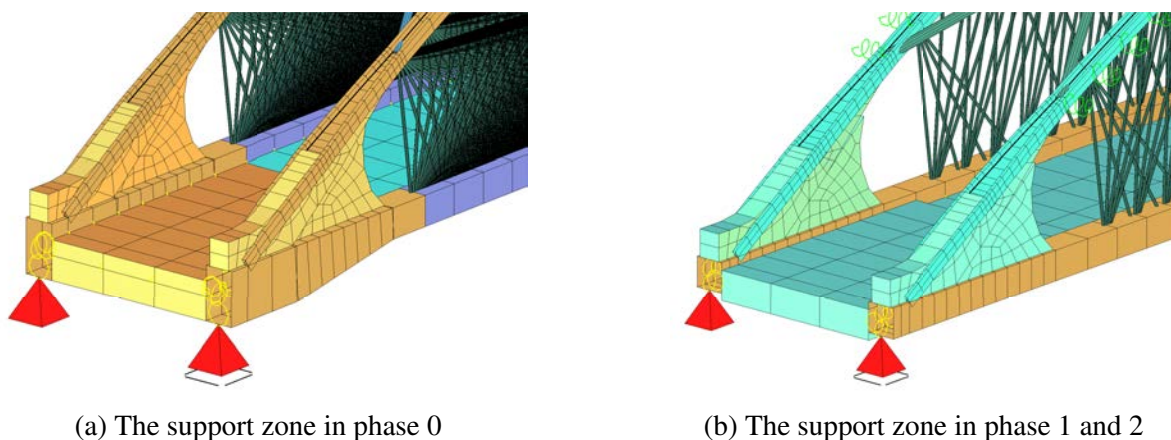 (a) The support zone in phase 0
(b) The support zone in phase 1 and 2